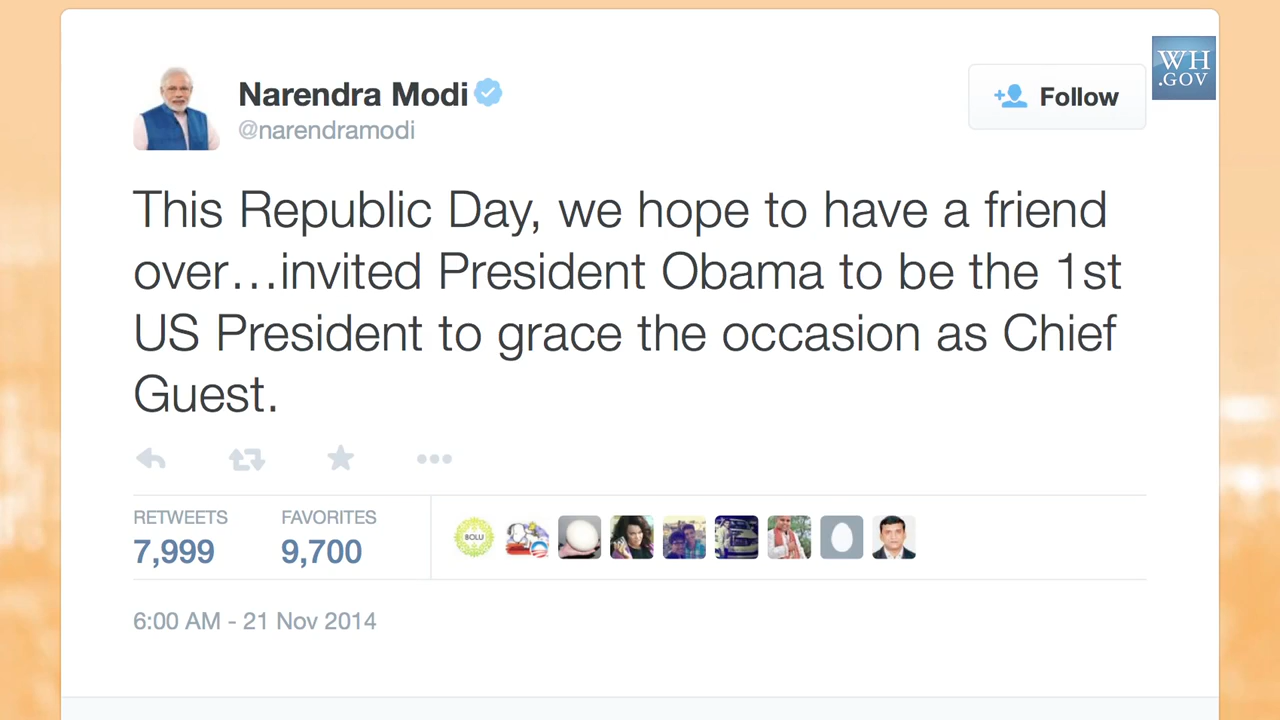 WH
.GOV
Narendra Modi
@narendramodi
Follow
This Republic Day, we hope to have a friend
over…invited President Obama to be the 1st
US President to grace the occasion as Chief
Guest.
RETWEETS FAVORITES
7,999 9,700
BOLU
6:00 AM - 21 Nov 2014